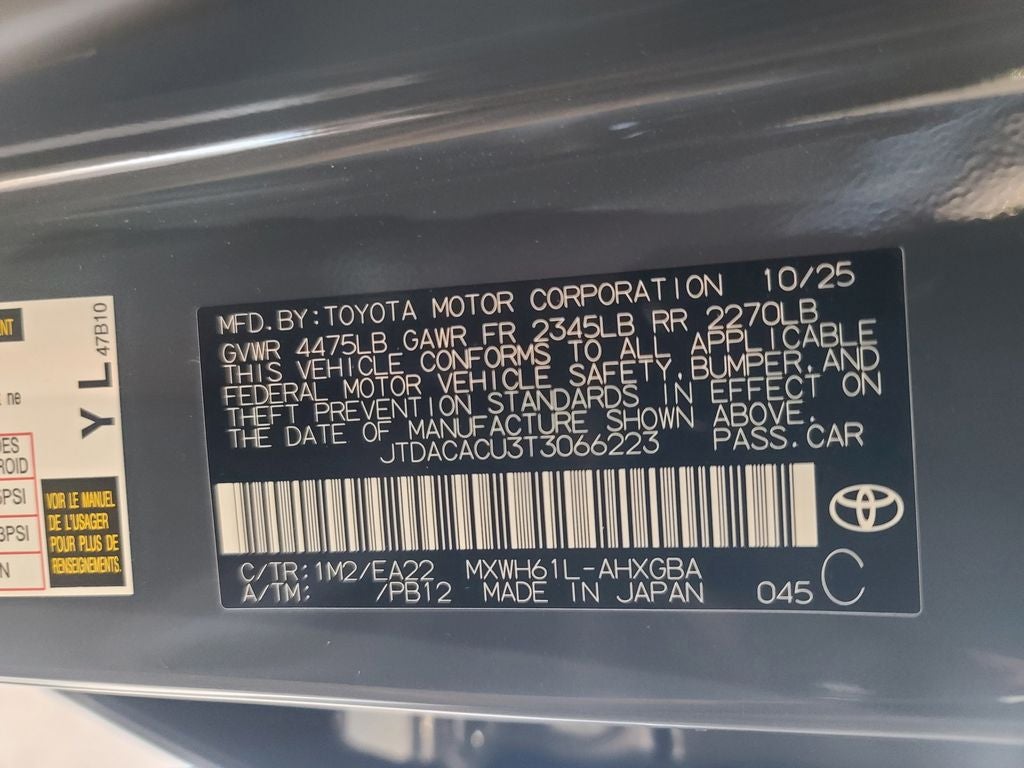 MFD.BY:TOYOTA MOTOR CORPORATION 10/25
GVWR 4475LB GAWR FR 2345LB RR 2270LB
THIS VEHICLE CONFORMS TO ALL APPLICABLE
FEDERAL MOTOR VEHICLE SAFETY,BUMPER,AND
THEFT PREVENTION STANDARDS IN EFFECT ON
THE DATE OF MANUFACTURE SHOWN ABOVE.
JTDACACU3T3066223 PASS.CAR
C/TR:1M2/EA22 MXWH61L-AHXGBA
A/TM: /PB12 MADE IN JAPAN 045 C
47B10
YL
ne
PSI
PSI
N
VOIR LE MANUEL
DE L'USAGER
POUR PLUS DE
RENSEIGNEMENTS.